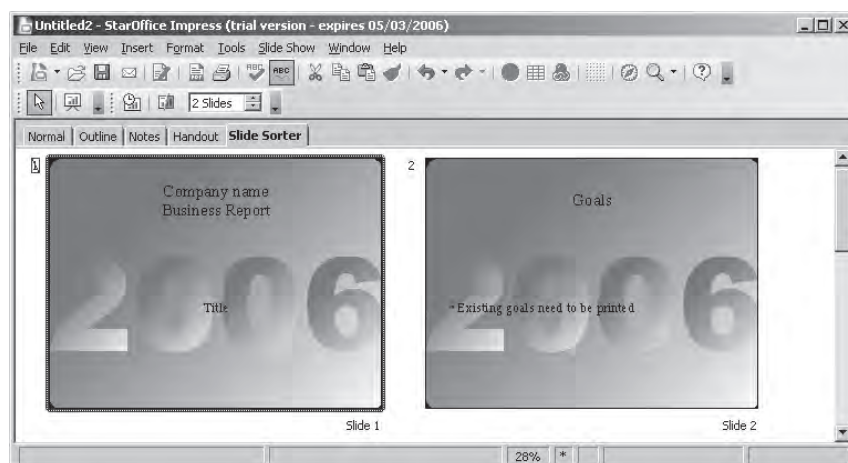 Untitled2 - StarOffice Impress (trial version - expires 05/03/2006)
File Edit View Insert Format Tools Slide Show Window Help
ABC ABC
2 Slides
Normal Outline Notes Handout Slide Sorter
1 2
Company name
Business Report
Goals
2006 2006
Title
- Existing goals need to be printed
Slide 1 Slide 2
28% *